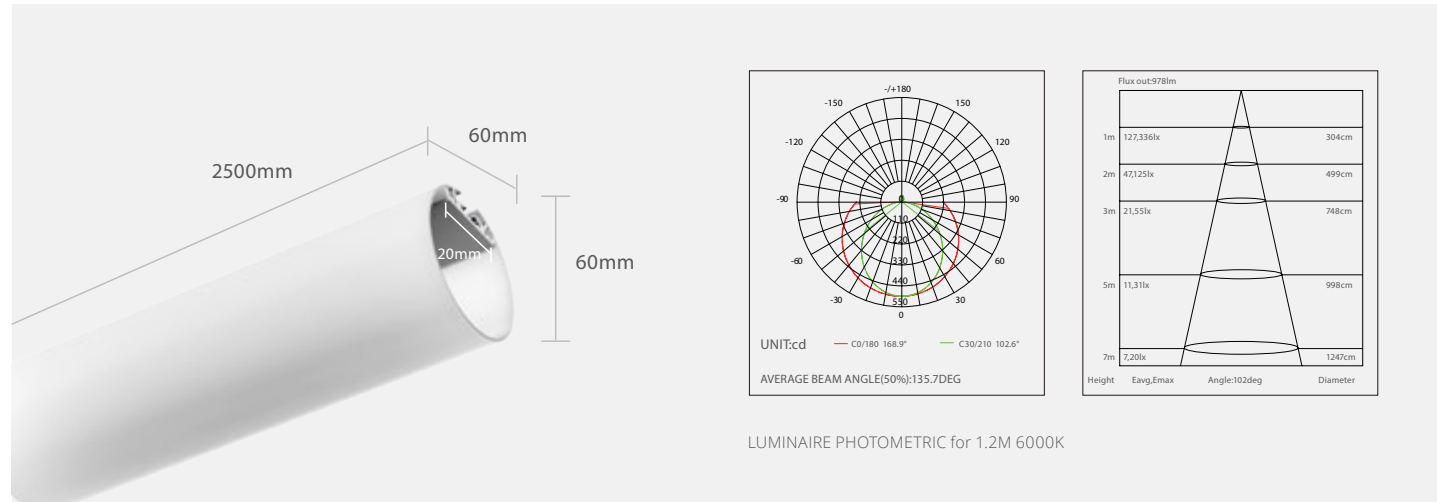 2500mm
60mm
20mm
60mm
-/+180
-150
150
-120
120
-90
0
90
110
220
-60
330
60
440
-30
550
30
0
UNIT:cd
C0/180 168.9°
C30/210 102.6°
AVERAGE BEAM ANGLE(50%):135.7DEG
Flux out:978lm
1m 127,336lx 304cm
2m 47,125lx 499cm
3m 21,55lx 748cm
5m 11,31lx 998cm
7m 7,20lx 1247cm
Height Eavg,Emax Angle:102deg Diameter
LUMINAIRE PHOTOMETRIC for 1.2M 6000K